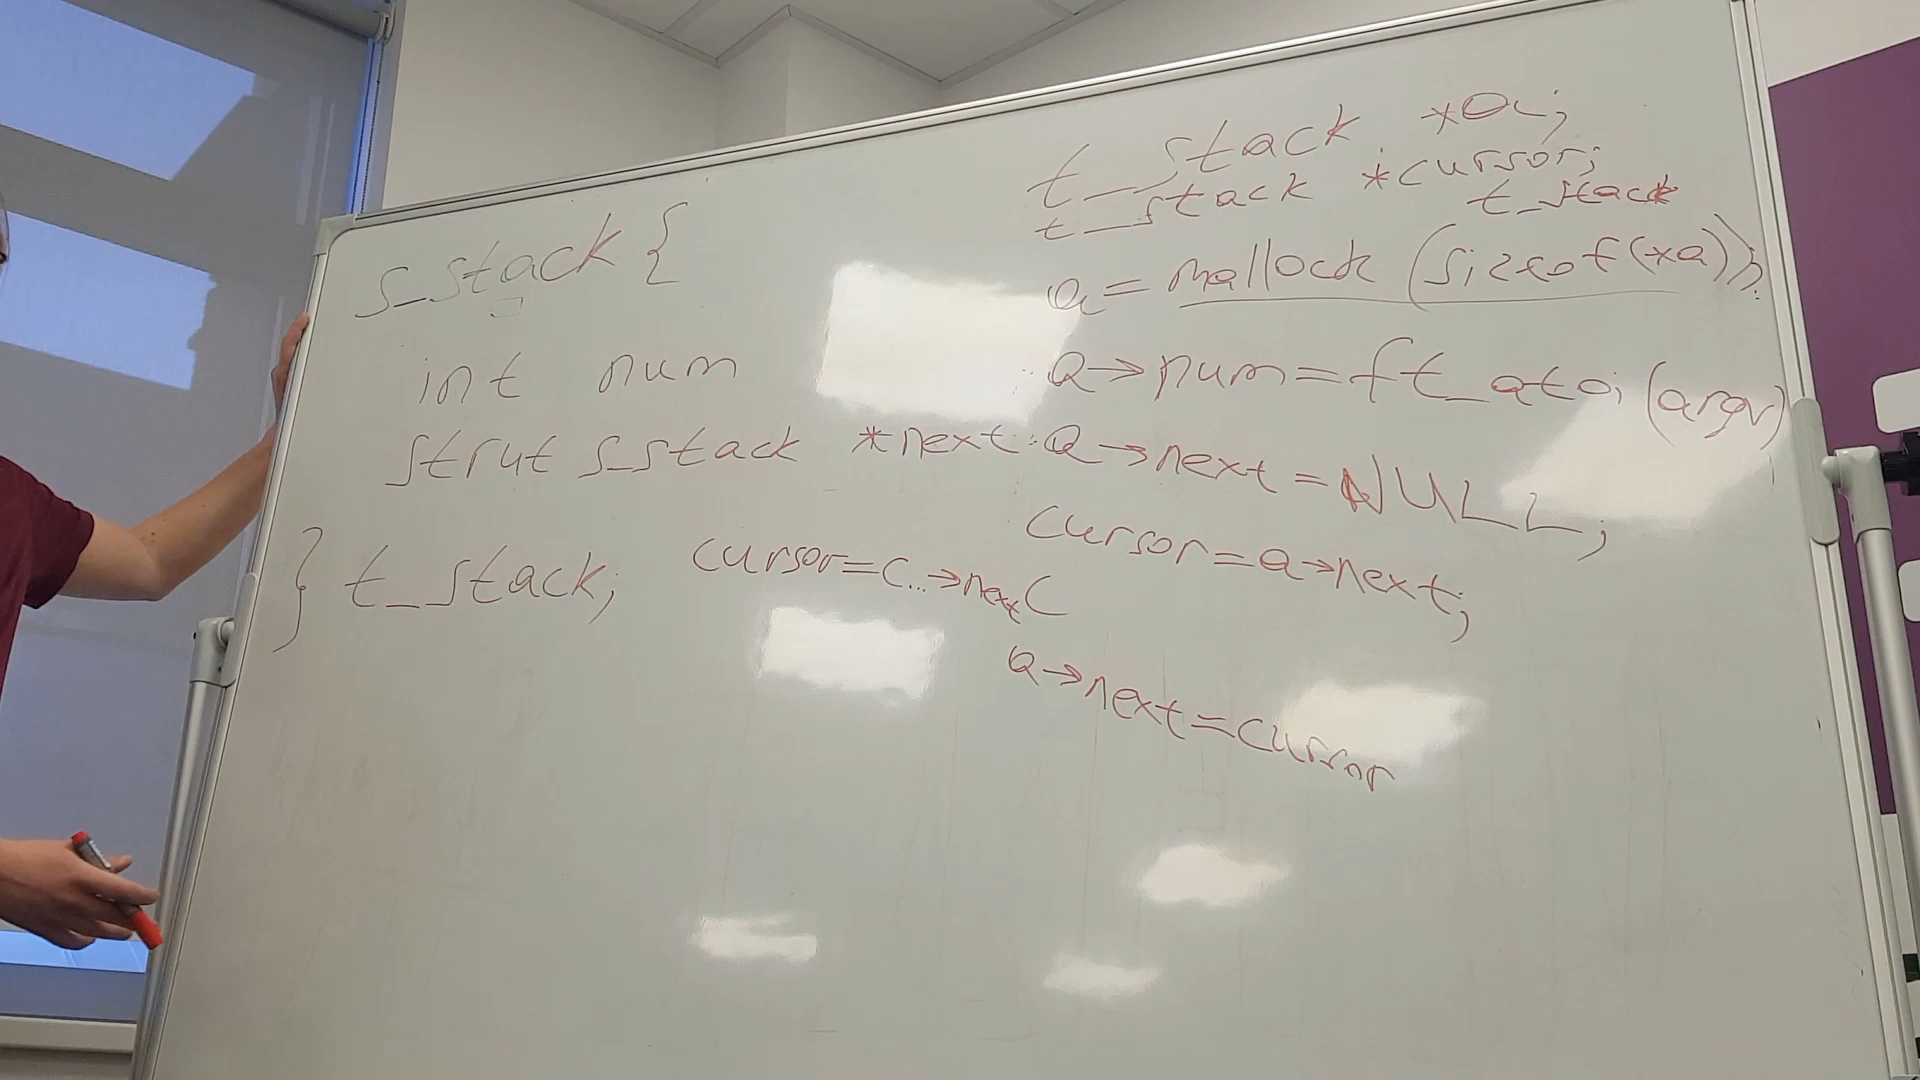 s_stack {
int num
strut s_stack *next
} t_stack;
cursor=c..→next
t_stack *a;
t_stack *cursor;
t_stack
a = mallock (sizeof(*a));
a→num=ft_atoi (argv)
a→next = NULL;
cursor=a→next;
a→next=cursor